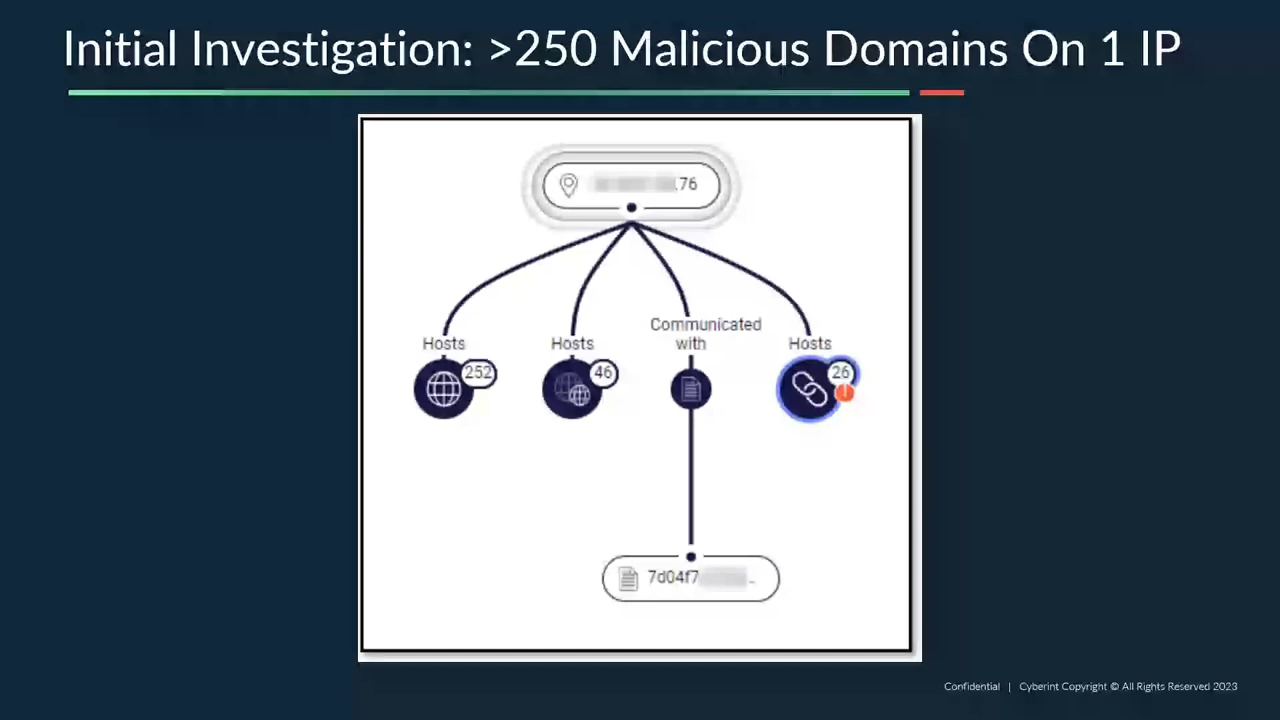 Initial Investigation: >250 Malicious Domains On 1 IP
.76
Communicated
with
Hosts
Hosts
Hosts
252
46
26
!
7d04f7
Confidential | Cyberint Copyright © All Rights Reserved 2023